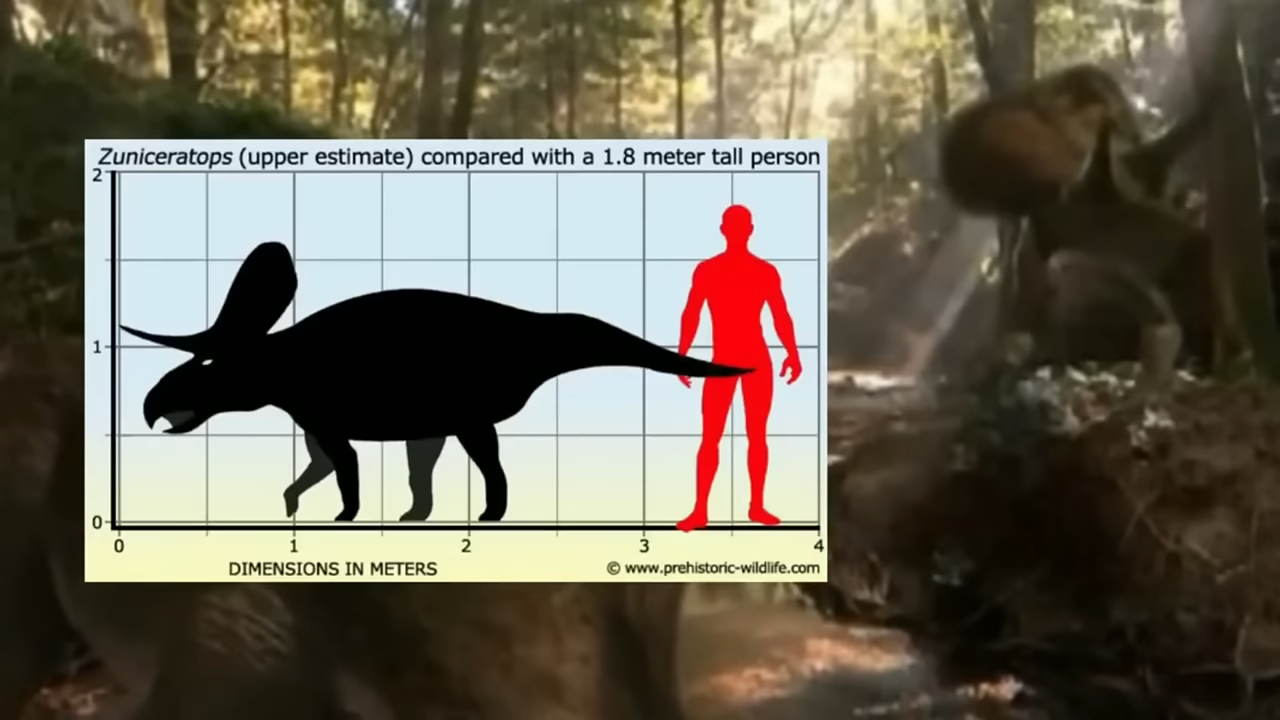 Zuniceratops (upper estimate) compared with a 1.8 meter tall person
2
1
0
0 1 2 3 4
DIMENSIONS IN METERS © www.prehistoric-wildlife.com